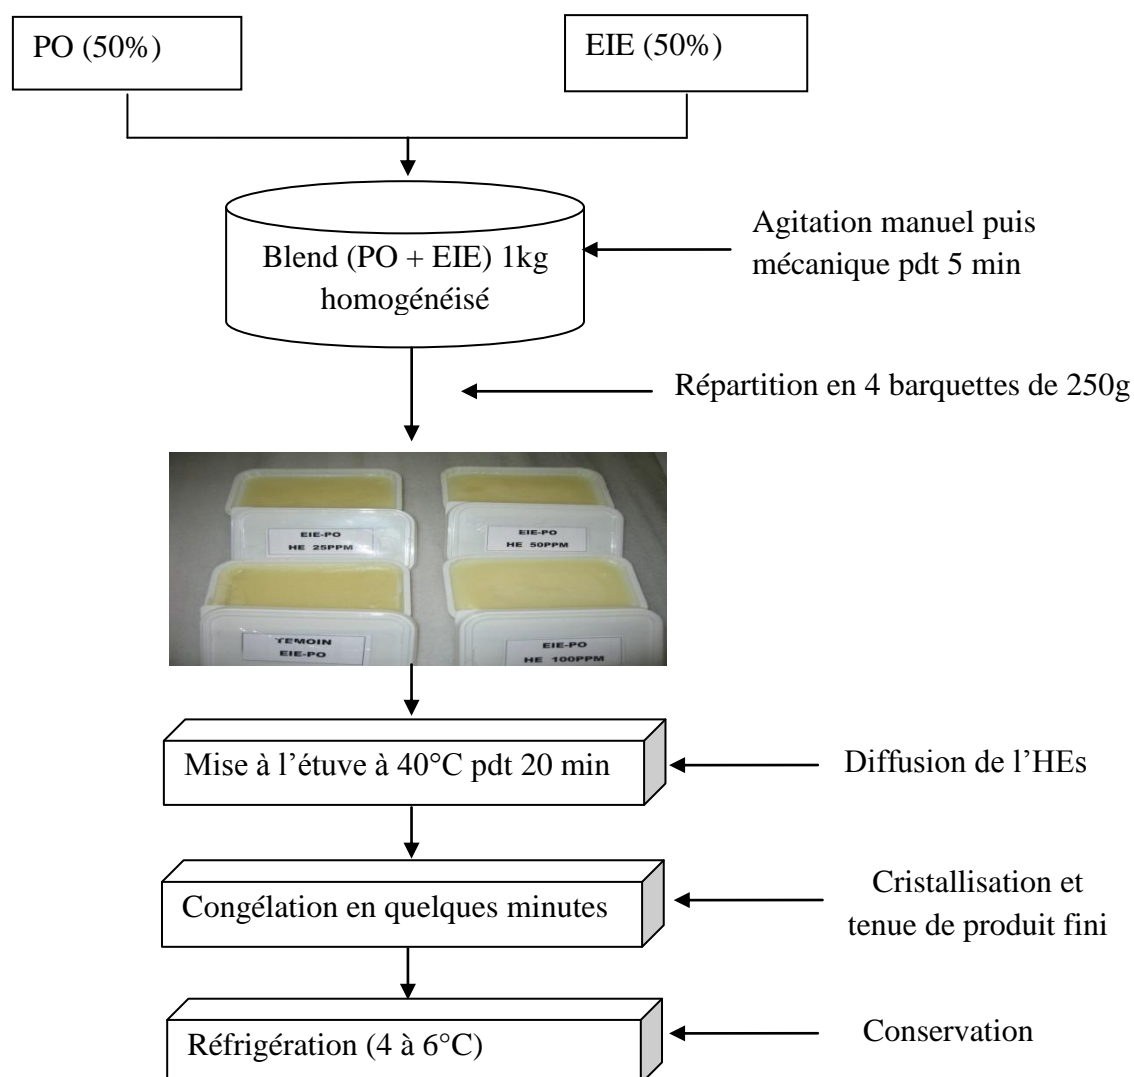 PO (50%)
EIE (50%)
Blend (PO + EIE) 1kg
homogénéisé
Agitation manuel puis
mécanique pdt 5 min
Répartition en 4 barquettes de 250g
EIE-PO
HE 25PPM
EIE-PO
HE 50PPM
TEMOIN
EIE-PO
EIE-PO
HE 100PPM
Mise à l’étuve à 40°C pdt 20 min
Diffusion de l’HEs
Congélation en quelques minutes
Cristallisation et
tenue de produit fini
Réfrigération (4 à 6°C)
Conservation